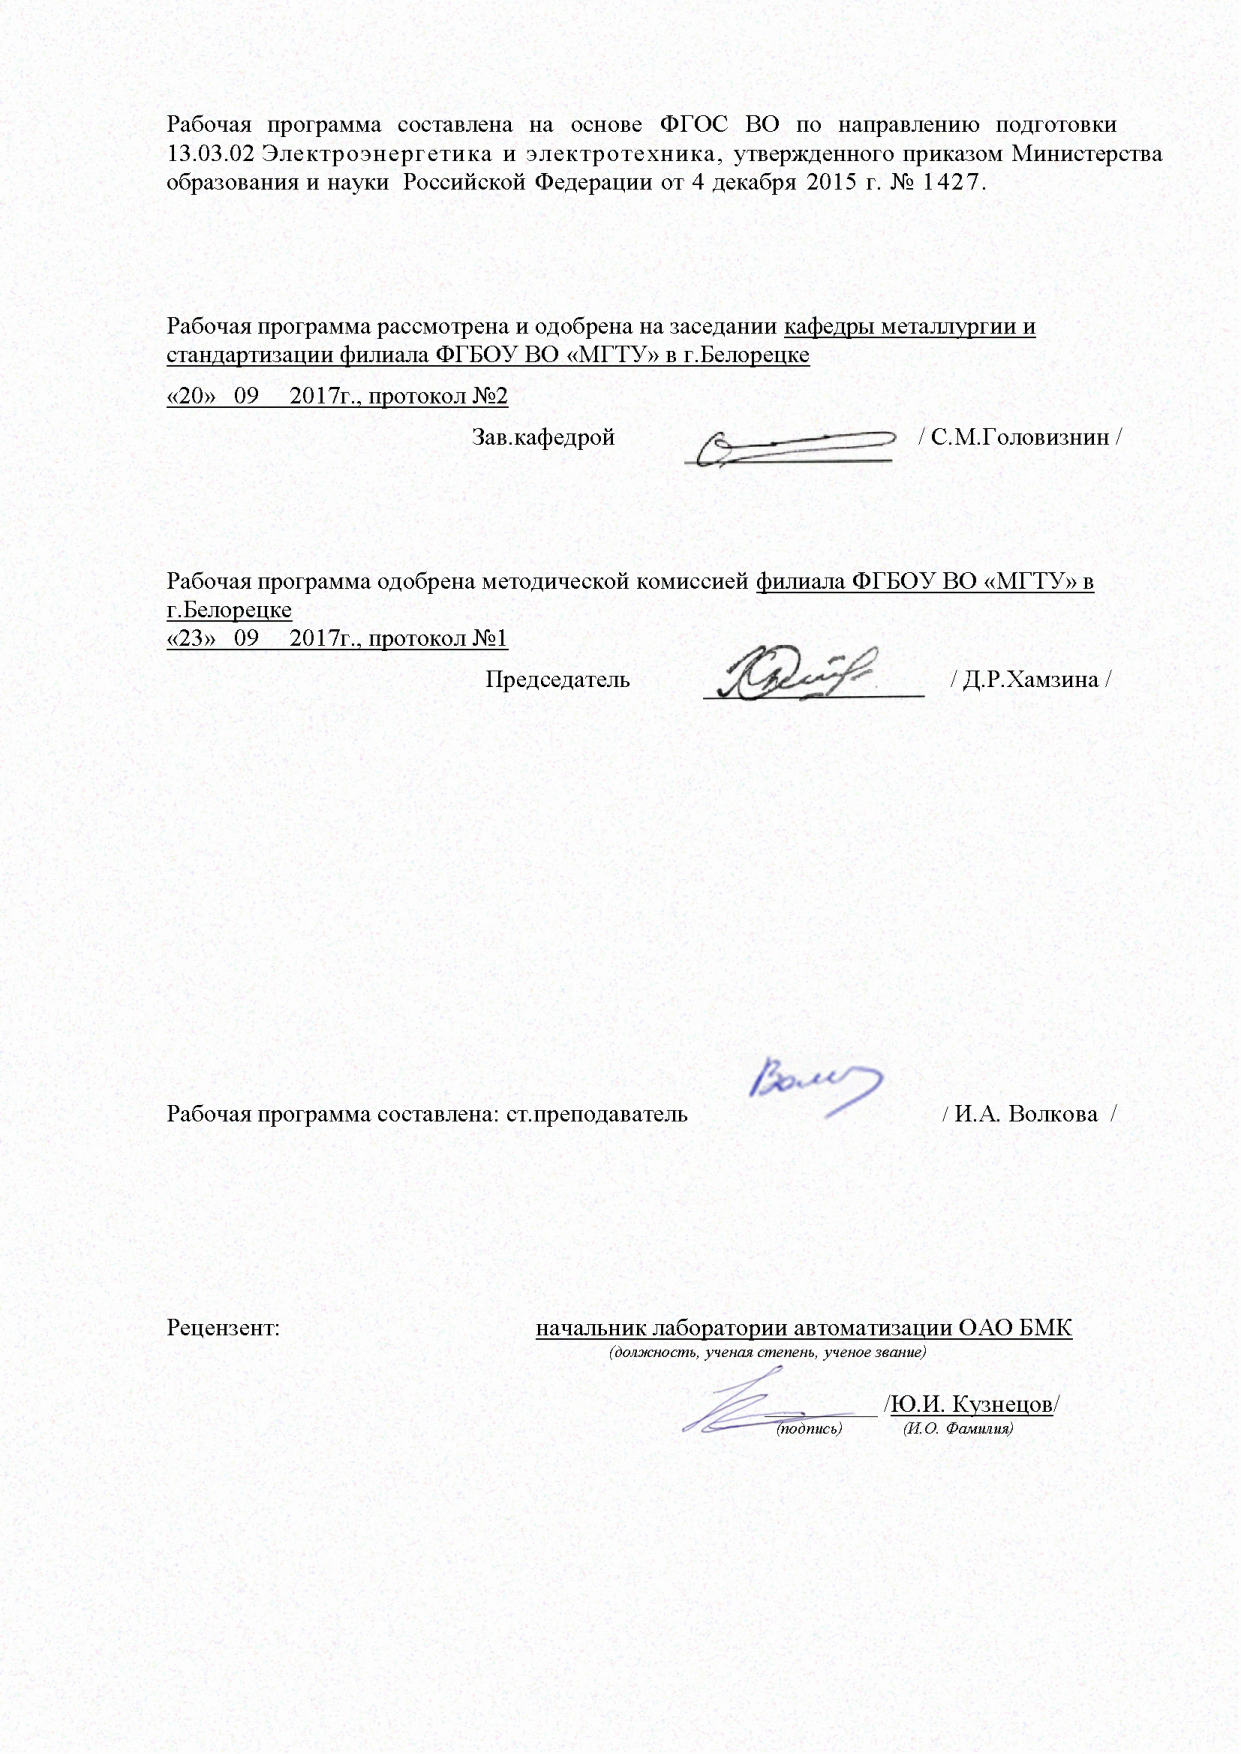 Рабочая программа составлена на основе ФГОС ВО по направлению подготовки
13.03.02 Электроэнергетика и электротехника, утвержденного приказом Министерства
образования и науки Российской Федерации от 4 декабря 2015 г. № 1427.
Рабочая программа рассмотрена и одобрена на заседании кафедры металлургии и
стандартизации филиала ФГБОУ ВО «МГТУ» в г.Белорецке
«20» 09 2017г., протокол №2
Зав.кафедрой / С.М.Головизнин /
Рабочая программа одобрена методической комиссией филиала ФГБОУ ВО «МГТУ» в
г.Белорецке
«23» 09 2017г., протокол №1
Председатель / Д.Р.Хамзина /
Рабочая программа составлена: ст.преподаватель / И.А. Волкова /
Рецензент: начальник лаборатории автоматизации ОАО БМК
(должность, ученая степень, ученое звание)
/Ю.И. Кузнецов/
(подпись) (И.О. Фамилия)